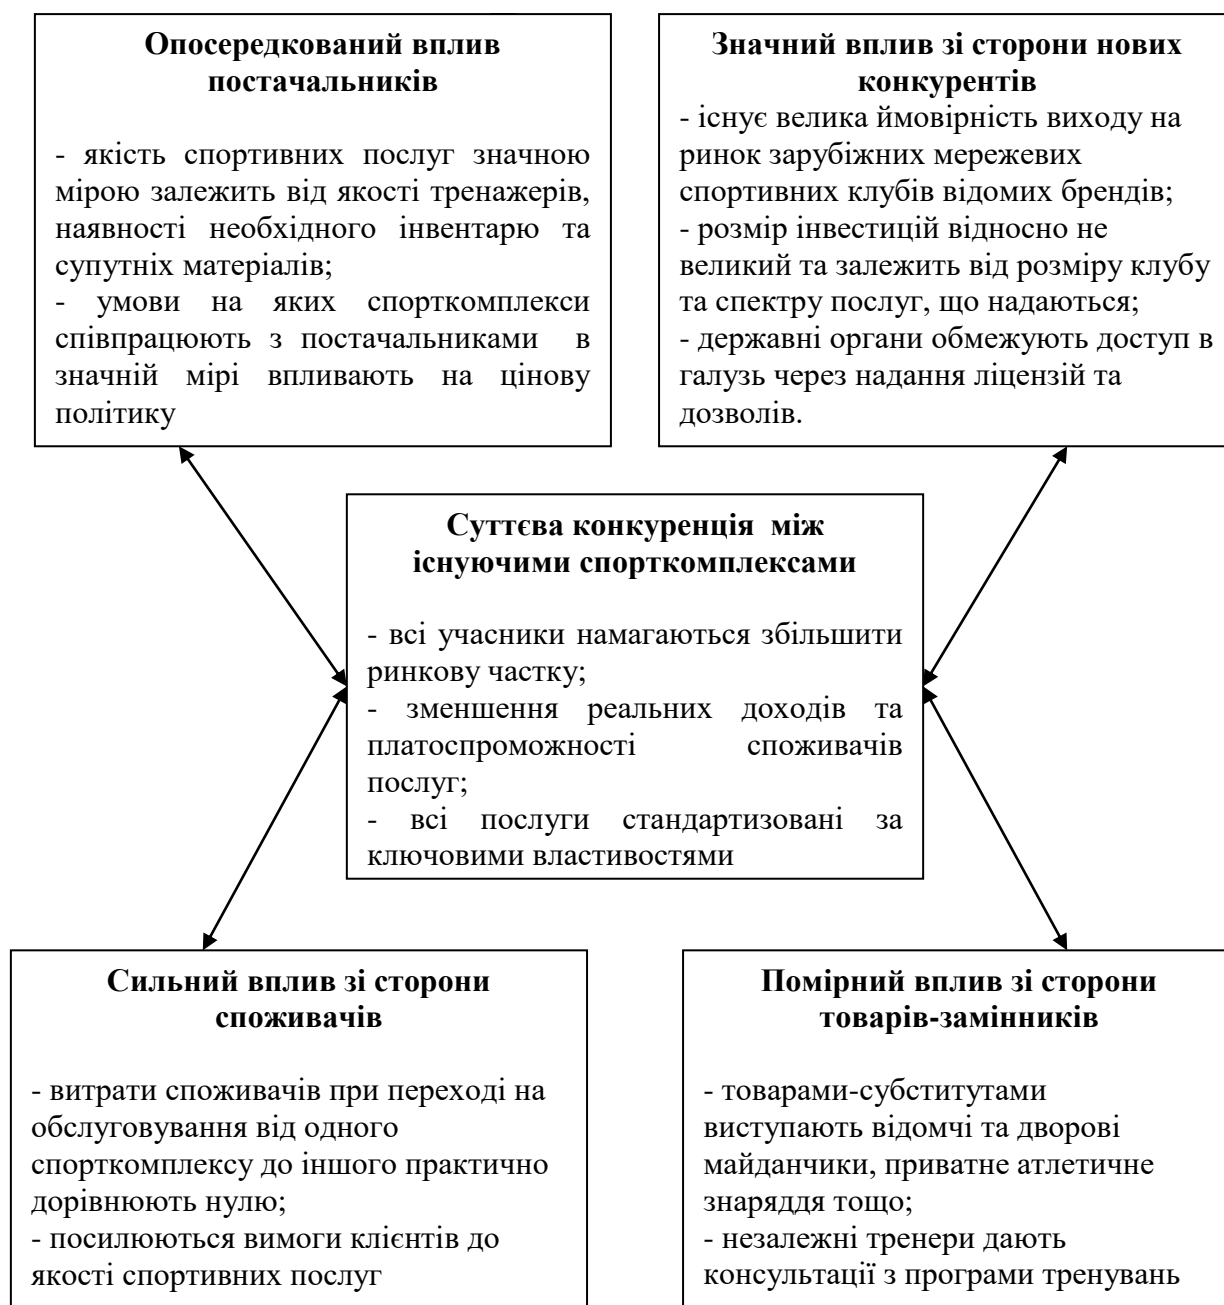 Опосередкований вплив
постачальників
- якість спортивних послуг значною
мірою залежить від якості тренажерів,
наявності необхідного інвентарю та
супутніх матеріалів;
- умови на яких спорткомплекси
співпрацюють з постачальниками в
значній мірі впливають на цінову
політику
Значний вплив зі сторони нових
конкурентів
- існує велика ймовірність виходу на
ринок зарубіжних мережевих
спортивних клубів відомих брендів;
- розмір інвестицій відносно не
великий та залежить від розміру клубу
та спектру послуг, що надаються;
- державні органи обмежують доступ в
галузь через надання ліцензій та
дозволів.
Суттєва конкуренція між
існуючими спорткомплексами
- всі учасники намагаються збільшити
ринкову частку;
- зменшення реальних доходів та
платоспроможності споживачів
послуг;
- всі послуги стандартизовані за
ключовими властивостями
Сильний вплив зі сторони
споживачів
- витрати споживачів при переході на
обслуговування від одного
спорткомплексу до іншого практично
дорівнюють нулю;
- посилюються вимоги клієнтів до
якості спортивних послуг
Помірний вплив зі сторони
товарів-замінників
- товарами-субститутами
виступають відомчі та дворові
майданчики, приватне атлетичне
знаряддя тощо;
- незалежні тренери дають
консультації з програми тренувань